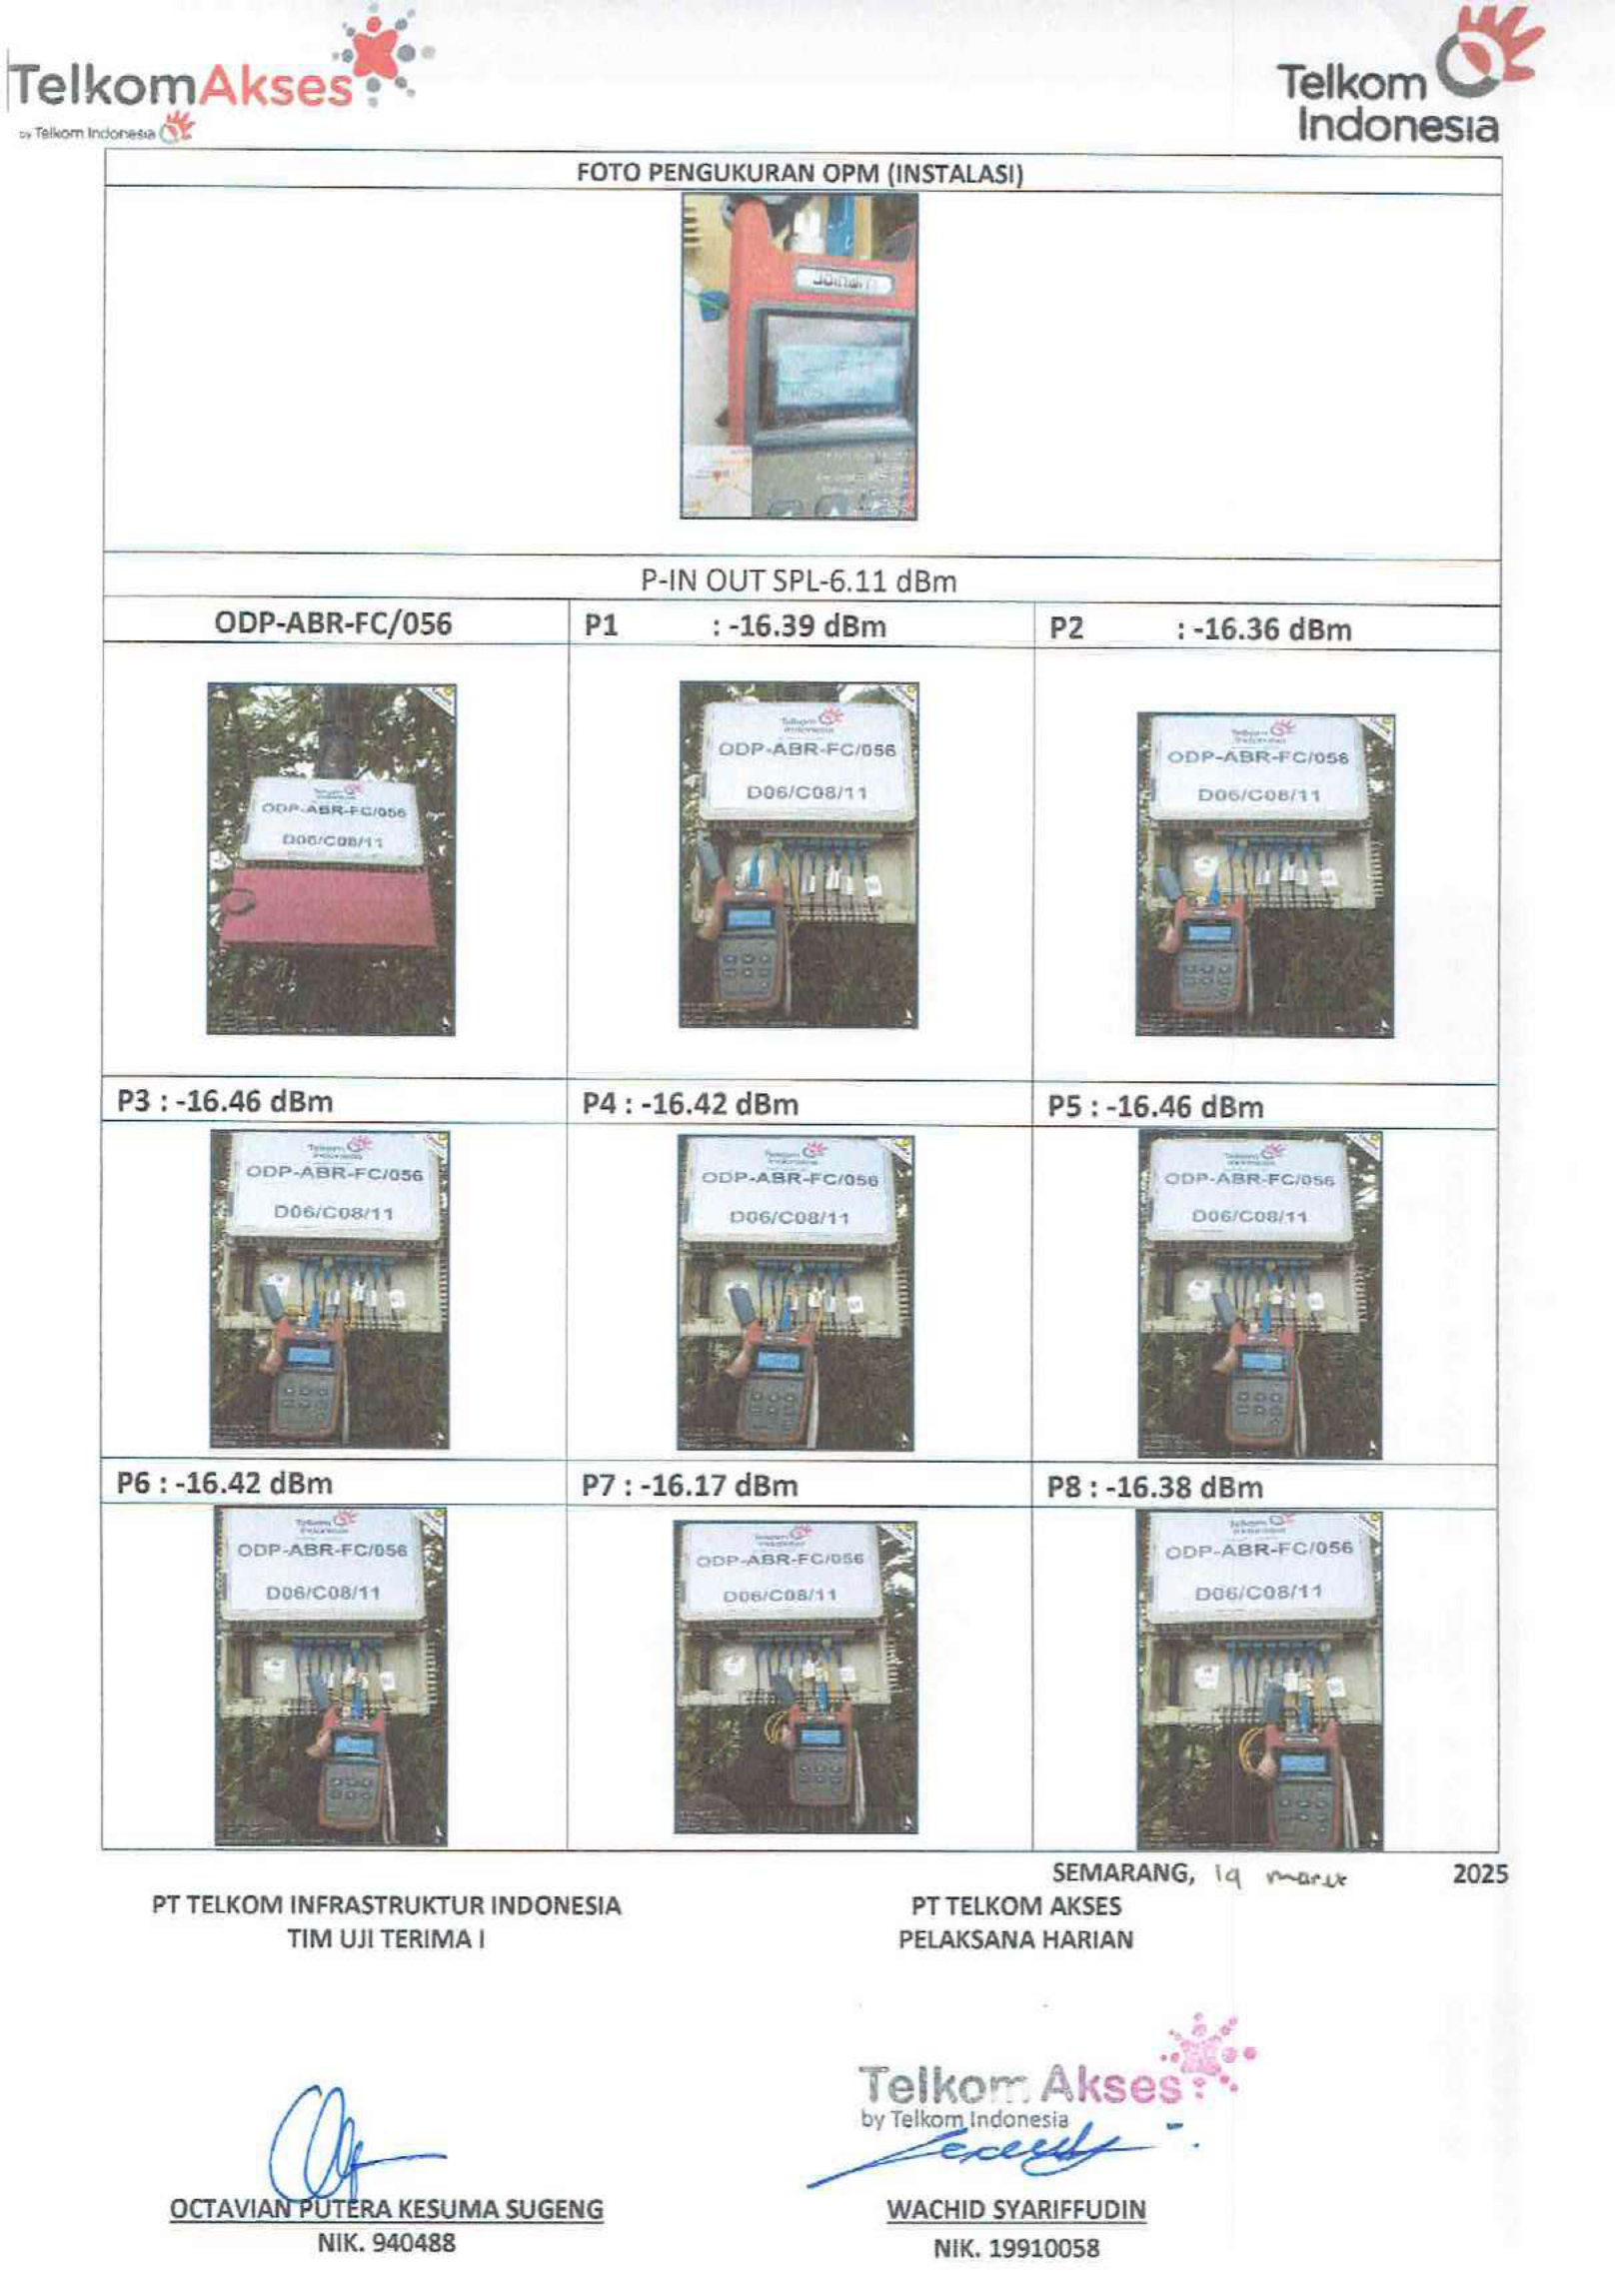 TelkomAkses
by Telkom Indonesia
Telkom
Indonesia
FOTO PENGUKURAN OPM (INSTALASI)
P-IN OUT SPL-6.11 dBm
ODP-ABR-FC/056
P1 : -16.39 dBm
P2 : -16.36 dBm
Telkom
Indonesia
ODP-ABR-FC/056
D06/C08/11
Telkom
Indonesia
ODP-ABR-FC/056
D06/C08/11
Telkom
Indonesia
ODP-ABR-FC/056
D06/C08/11
P3 : -16.46 dBm
P4 : -16.42 dBm
P5 : -16.46 dBm
Telkom
Indonesia
ODP-ABR-FC/056
D06/C08/11
Telkom
Indonesia
ODP-ABR-FC/056
D06/C08/11
Telkom
Indonesia
ODP-ABR-FC/056
D06/C08/11
P6 : -16.42 dBm
P7 : -16.17 dBm
P8 : -16.38 dBm
Telkom
Indonesia
ODP-ABR-FC/056
D06/C08/11
Telkom
Indonesia
ODP-ABR-FC/056
D06/C08/11
Telkom
Indonesia
ODP-ABR-FC/056
D06/C08/11
SEMARANG, 19 maret 2025
PT TELKOM INFRASTRUKTUR INDONESIA
TIM UJI TERIMA I
PT TELKOM AKSES
PELAKSANA HARIAN
Telkom Akses
by Telkom Indonesia
OCTAVIAN PUTERA KESUMA SUGENG
NIK. 940488
WACHID SYARIFFUDIN
NIK. 19910058